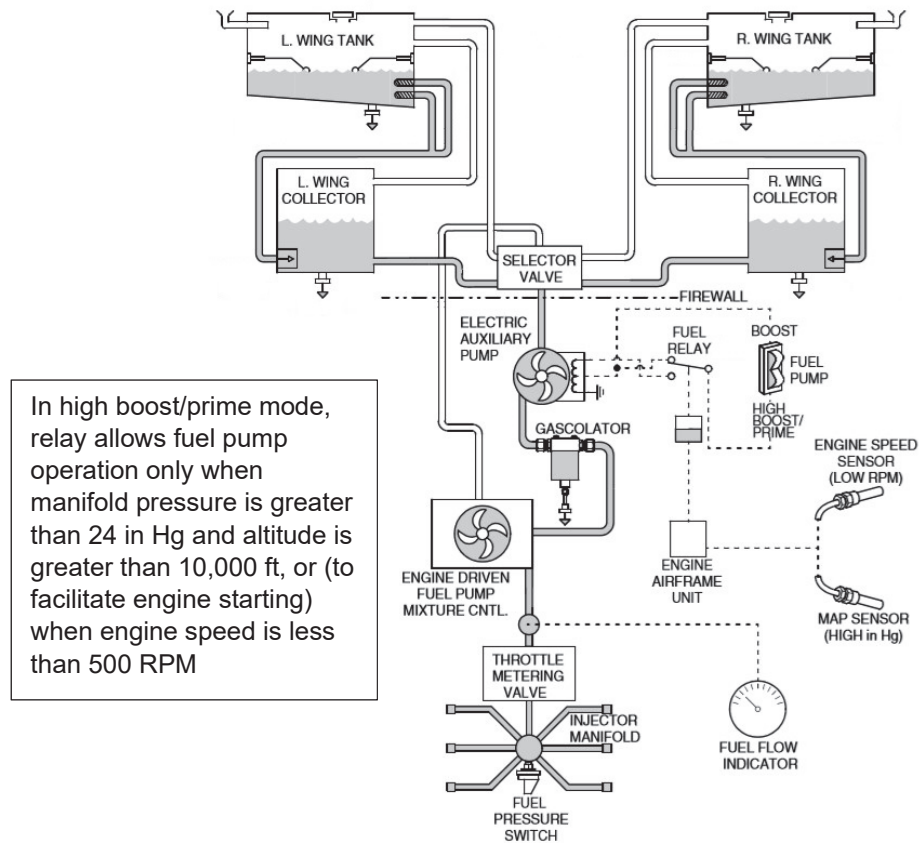 L. WING TANK
R. WING TANK
L. WING
COLLECTOR
R. WING
COLLECTOR
SELECTOR
VALVE
FIREWALL
ELECTRIC
AUXILIARY
PUMP
FUEL
RELAY
BOOST
FUEL
PUMP
HIGH
BOOST/
PRIME
GASCOLATOR
ENGINE SPEED
SENSOR
(LOW RPM)
In high boost/prime mode,
relay allows fuel pump
operation only when
manifold pressure is greater
than 24 in Hg and altitude is
greater than 10,000 ft, or (to
facilitate engine starting)
when engine speed is less
than 500 RPM
ENGINE DRIVEN
FUEL PUMP
MIXTURE CNTL.
ENGINE
AIRFRAME
UNIT
MAP SENSOR
(HIGH in Hg)
THROTTLE
METERING
VALVE
INJECTOR
MANIFOLD
FUEL FLOW
INDICATOR
FUEL
PRESSURE
SWITCH